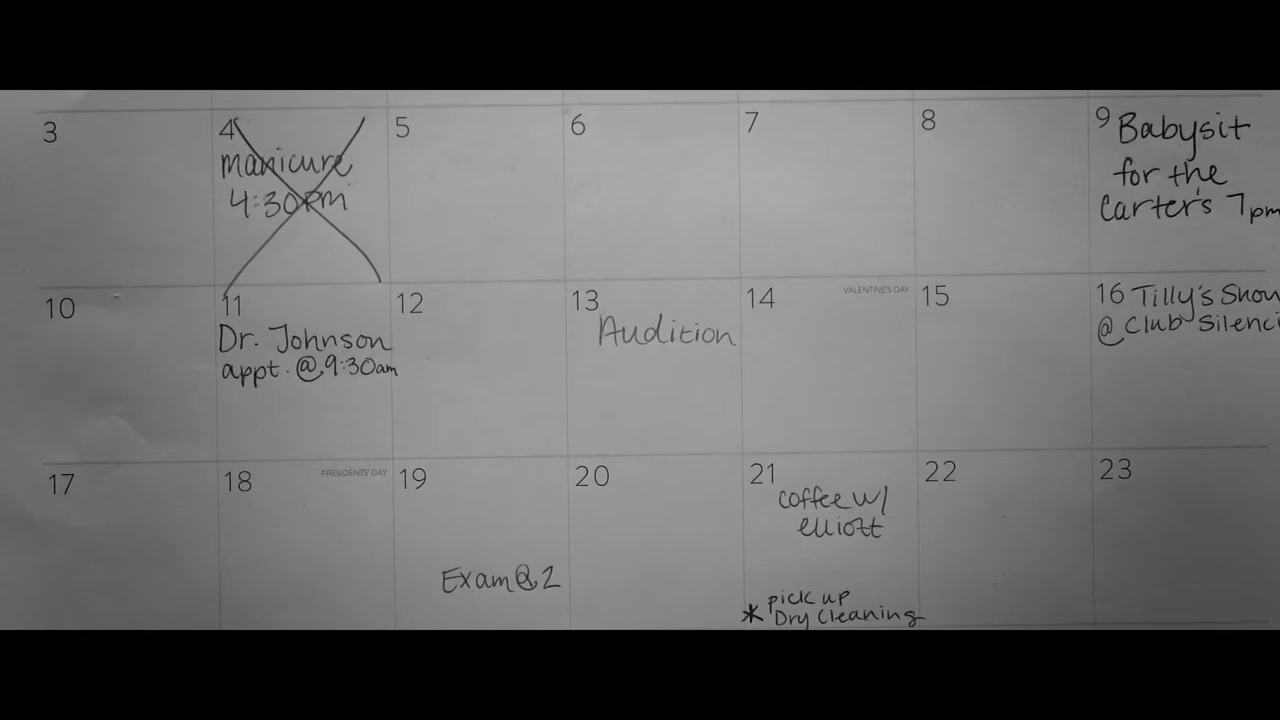 3
4
manicure
4:30pm
5
6
7
8
9 Babysit
for the
Carter's 7pm
10
11
Dr. Johnson
appt. @ 9:30am
12
13
Audition
14
VALENTINE'S DAY
15
16 Tilly's Show
@ Club Silenci
17
18
PRESIDENTS' DAY
19
Exam @ 2
20
21
coffee w/
elliott
* pick up
Dry Cleaning
22
23